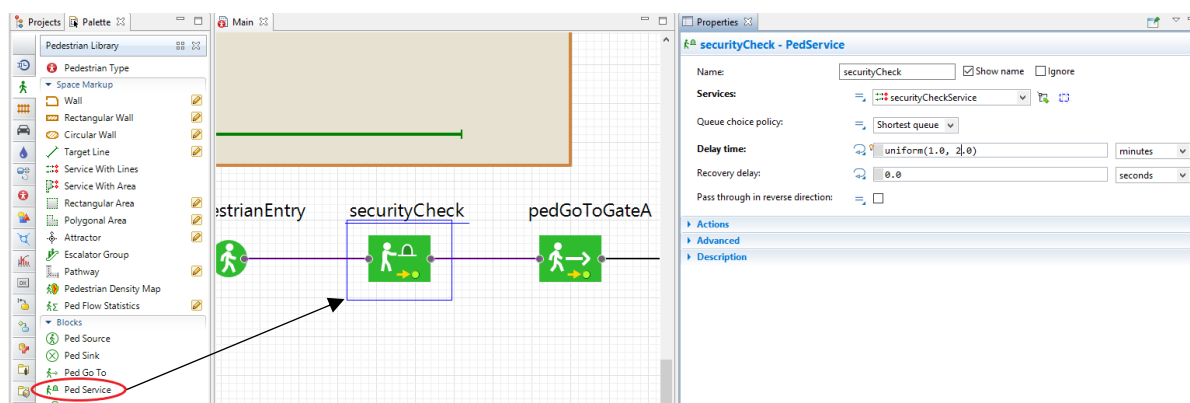 Projects Palette
Main
Properties
Pedestrian Library
Pedestrian Type
Space Markup
Wall
Rectangular Wall
Circular Wall
Target Line
Service With Lines
Service With Area
Rectangular Area
Polygonal Area
Attractor
Escalator Group
Pathway
Pedestrian Density Map
Ped Flow Statistics
Blocks
Ped Source
Ped Sink
Ped Go To
Ped Service
estrianEntry securityCheck pedGoToGateA
securityCheck - PedService
Name: securityCheck Show name Ignore
Services: securityCheckService
Queue choice policy: Shortest queue
Delay time: uniform(1.0, 2.0) minutes
Recovery delay: 0.0 seconds
Pass through in reverse direction:
Actions
Advanced
Description